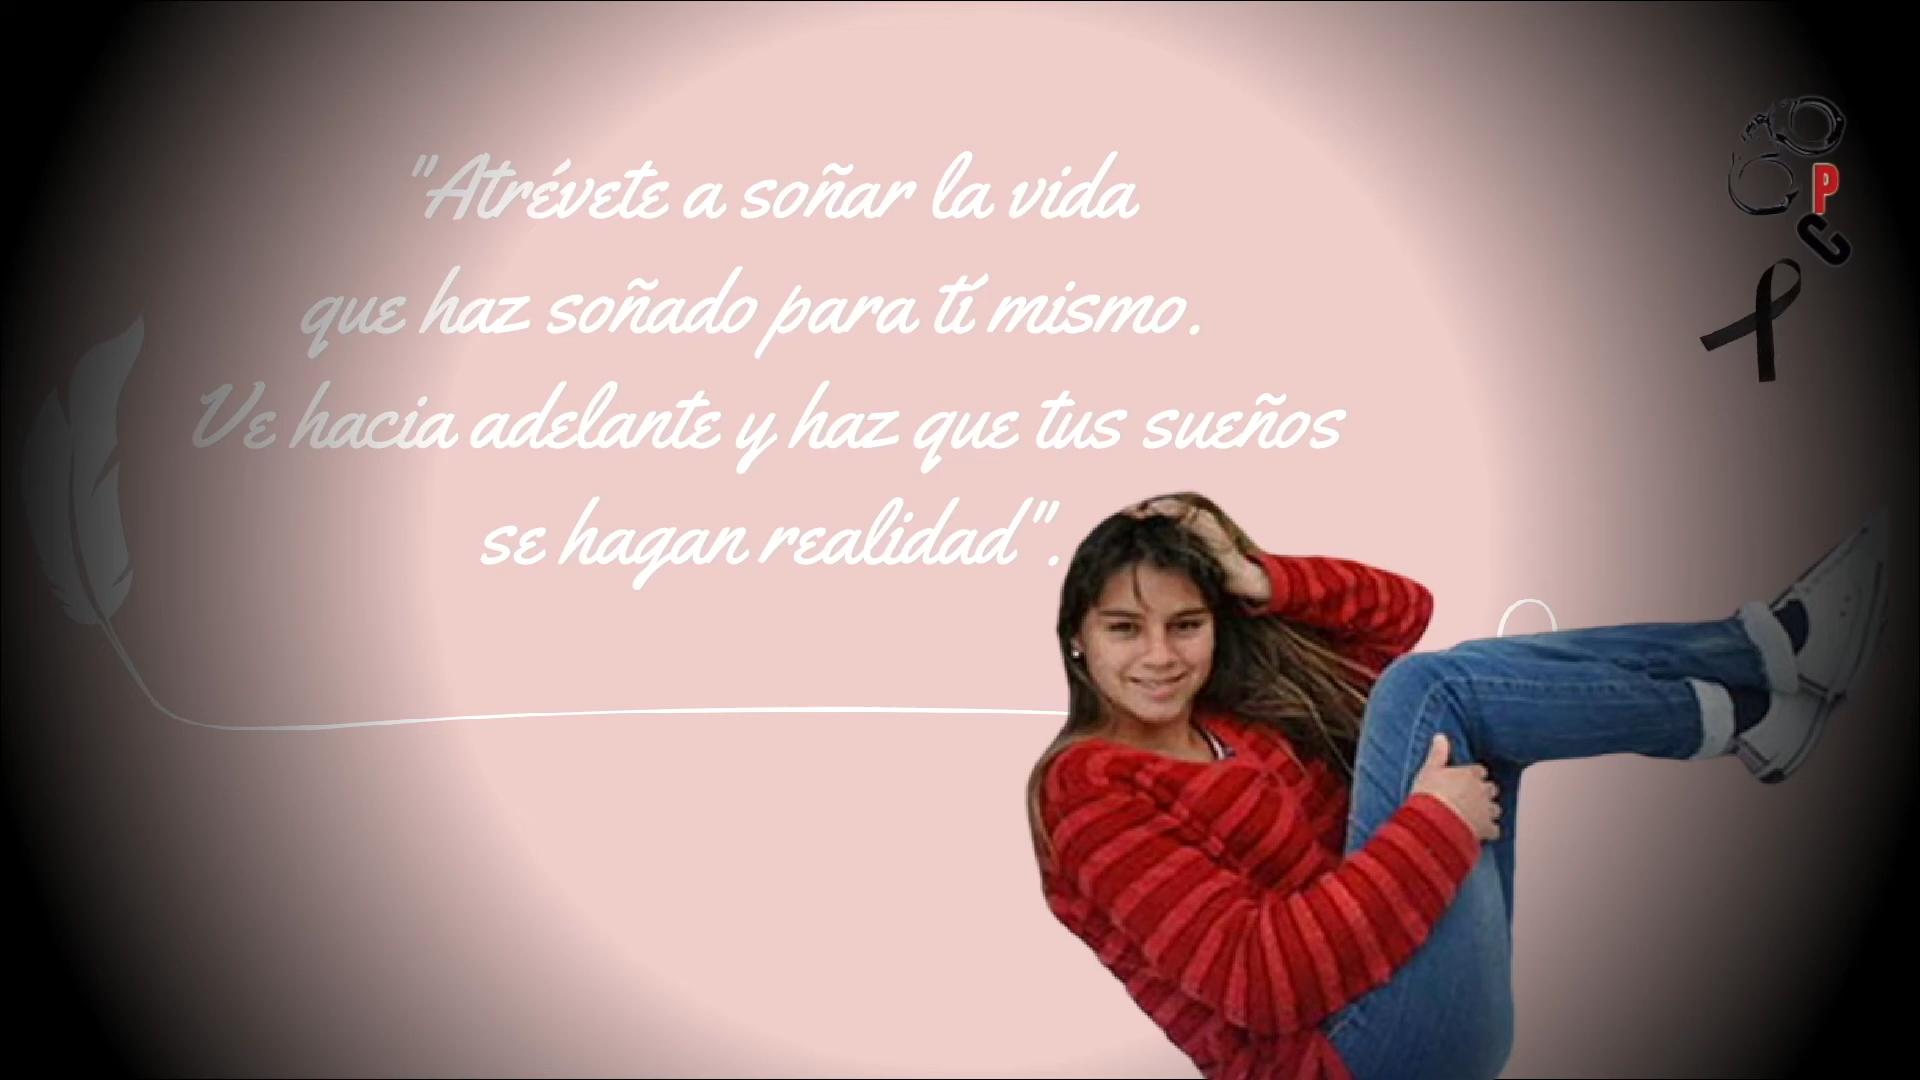 "Atrévete a soñar la vida
que haz soñado para tí mismo.
Ve hacia adelante y haz que tus sueños
se hagan realidad".
P
C